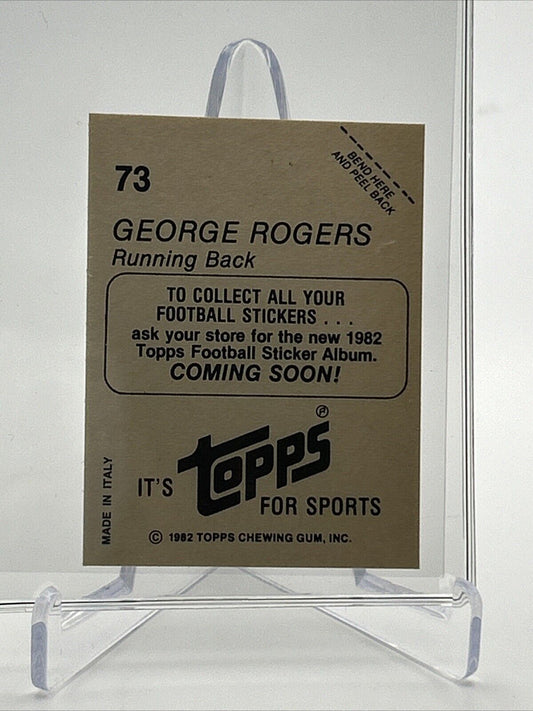 BEND HERE
AND PEEL BACK
73
GEORGE ROGERS
Running Back
TO COLLECT ALL YOUR
FOOTBALL STICKERS . . .
ask your store for the new 1982
Topps Football Sticker Album.
COMING SOON!
IT'S topps ®
FOR SPORTS
MADE IN ITALY
© 1982 TOPPS CHEWING GUM, INC.